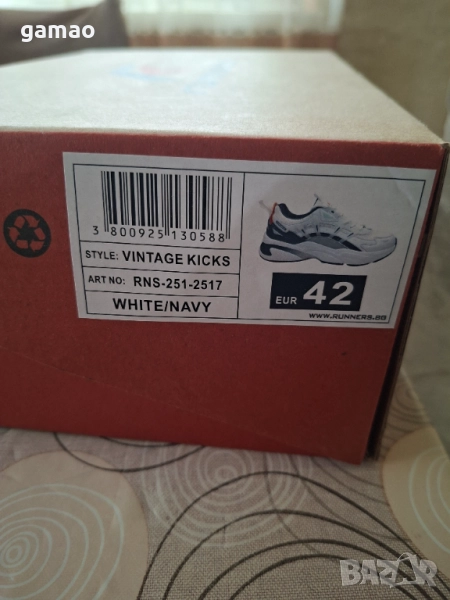 gamao
3 800925 130588
STYLE: VINTAGE KICKS
ART NO: RNS-251-2517
WHITE/NAVY
EUR 42
WWW.RUNNERS.BG
BAZAR